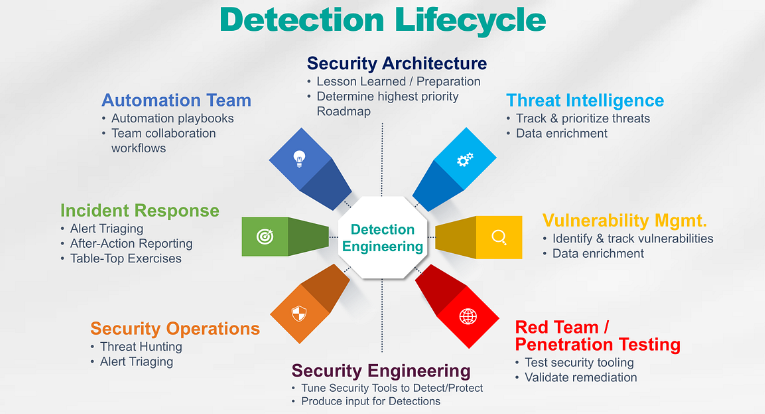 Detection Lifecycle
Security Architecture
• Lesson Learned / Preparation
• Determine highest priority
Roadmap
Automation Team
• Automation playbooks
• Team collaboration
workflows
Threat Intelligence
• Track & prioritize threats
• Data enrichment
Incident Response
• Alert Triaging
• After-Action Reporting
• Table-Top Exercises
Detection
Engineering
Vulnerability Mgmt.
• Identify & track vulnerabilities
• Data enrichment
Security Operations
• Threat Hunting
• Alert Triaging
Red Team /
Penetration Testing
• Test security tooling
• Validate remediation
Security Engineering
• Tune Security Tools to Detect/Protect
• Produce input for Detections